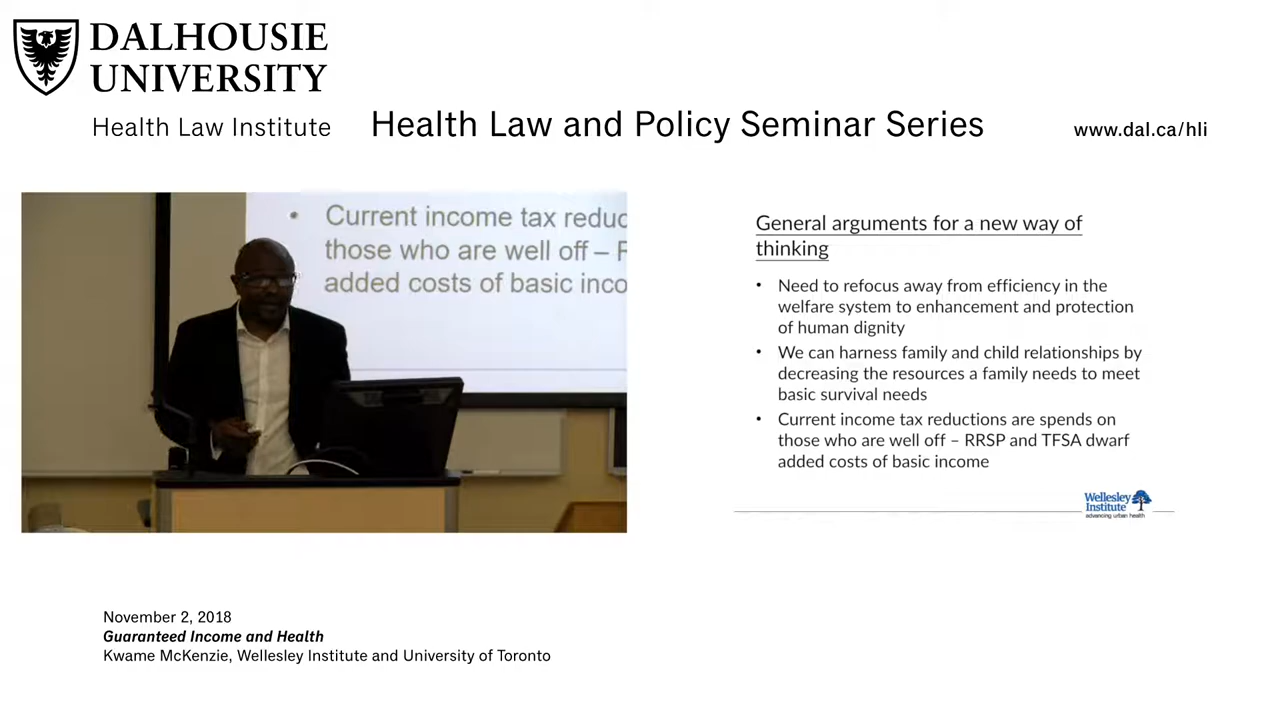 DALHOUSIE
UNIVERSITY
Health Law Institute
Health Law and Policy Seminar Series
www.dal.ca/hli
• Current income tax reduc
those who are well off –
added costs of basic inco
General arguments for a new way of
thinking
• Need to refocus away from efficiency in the
welfare system to enhancement and protection
of human dignity
• We can harness family and child relationships by
decreasing the resources a family needs to meet
basic survival needs
• Current income tax reductions are spends on
those who are well off – RRSP and TFSA dwarf
added costs of basic income
Wellesley
Institute
advancing urban health
November 2, 2018
Guaranteed Income and Health
Kwame McKenzie, Wellesley Institute and University of Toronto